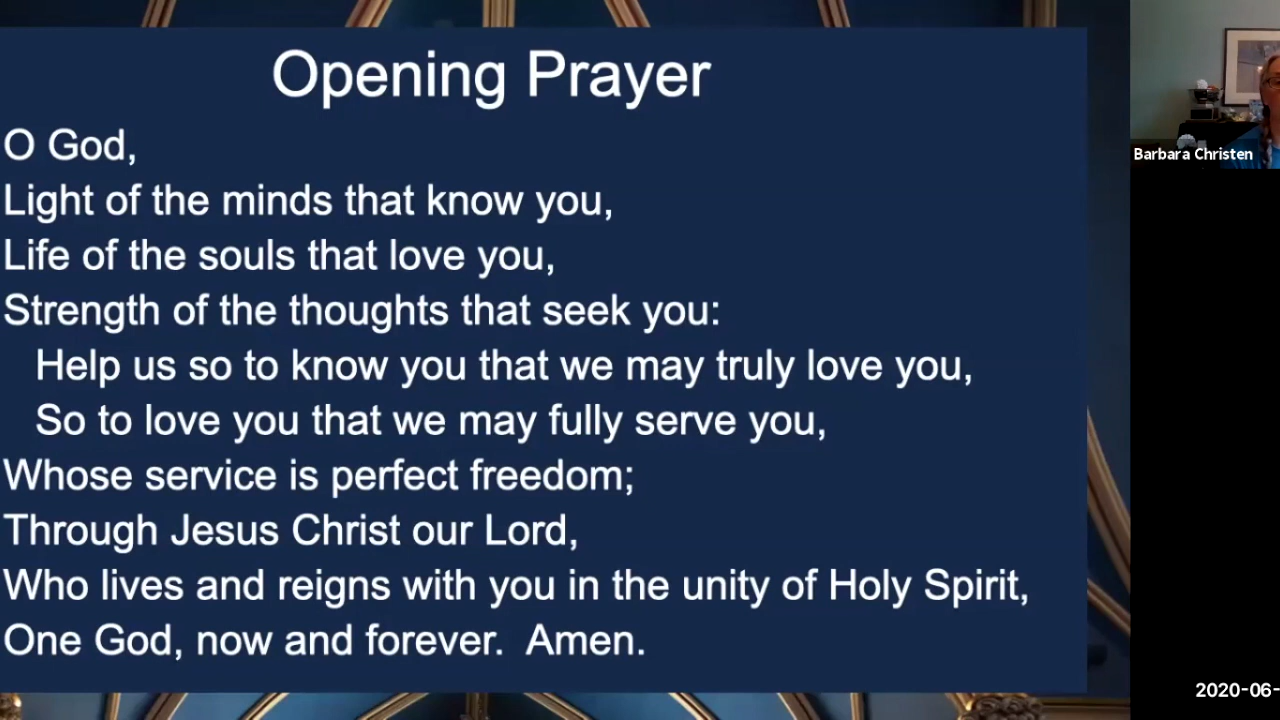 Opening Prayer
O God,
Light of the minds that know you,
Life of the souls that love you,
Strength of the thoughts that seek you:
Help us so to know you that we may truly love you,
So to love you that we may fully serve you,
Whose service is perfect freedom;
Through Jesus Christ our Lord,
Who lives and reigns with you in the unity of Holy Spirit,
One God, now and forever.  Amen.
Barbara Christen
2020-06-